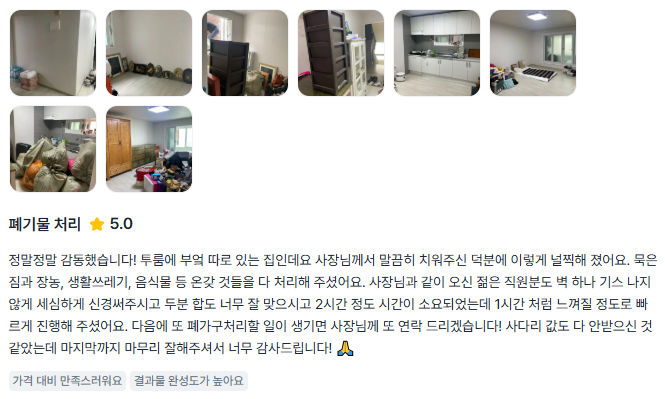 폐기물 처리 ⭐ 5.0
정말정말 감동했습니다! 투룸에 부엌 따로 있는 집인데요 사장님께서 말끔히 치워주신 덕분에 이렇게 널찍해 졌어요. 묵은
짐과 장농, 생활쓰레기, 음식물 등 온갖 것들을 다 처리해 주셨어요. 사장님과 같이 오신 젊은 직원분도 벽 하나 기스 나지
않게 세심하게 신경써주시고 두분 합도 너무 잘 맞으시고 2시간 정도 시간이 소요되었는데 1시간 처럼 느껴질 정도로 빠
르게 진행해 주셨어요. 다음에 또 폐가구처리할 일이 생기면 사장님께 또 연락 드리겠습니다! 사다리 값도 다 안받으신 것
같았는데 마지막까지 마무리 잘해주셔서 너무 감사드립니다! 🙏
가격 대비 만족스러워요 결과물 완성도가 높아요